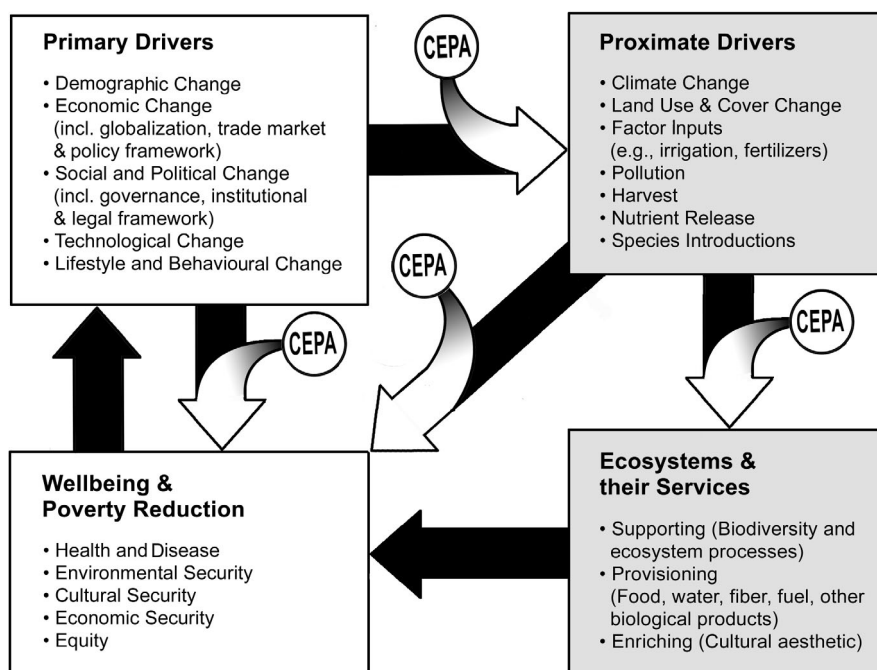 Primary Drivers
• Demographic Change
• Economic Change
(incl. globalization, trade market
& policy framework)
• Social and Political Change
(incl. governance, institutional
& legal framework)
• Technological Change
• Lifestyle and Behavioural Change
CEPA
Proximate Drivers
• Climate Change
• Land Use & Cover Change
• Factor Inputs
(e.g., irrigation, fertilizers)
• Pollution
• Harvest
• Nutrient Release
• Species Introductions
CEPA
CEPA
CEPA
Wellbeing &
Poverty Reduction
• Health and Disease
• Environmental Security
• Cultural Security
• Economic Security
• Equity
Ecosystems &
their Services
• Supporting (Biodiversity and
ecosystem processes)
• Provisioning
(Food, water, fiber, fuel, other
biological products)
• Enriching (Cultural aesthetic)